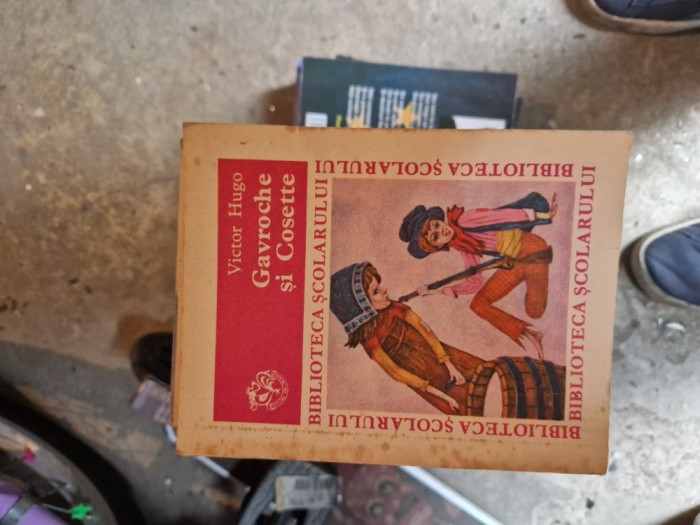 Victor Hugo
Gavroche
și Cosette
BIBLIOTECA ȘCOLARULUI
BIBLIOTECA ȘCOLARULUI
BIBLIOTECA ȘCOLARULUI
BIBLIOTECA ȘCOLARULUI